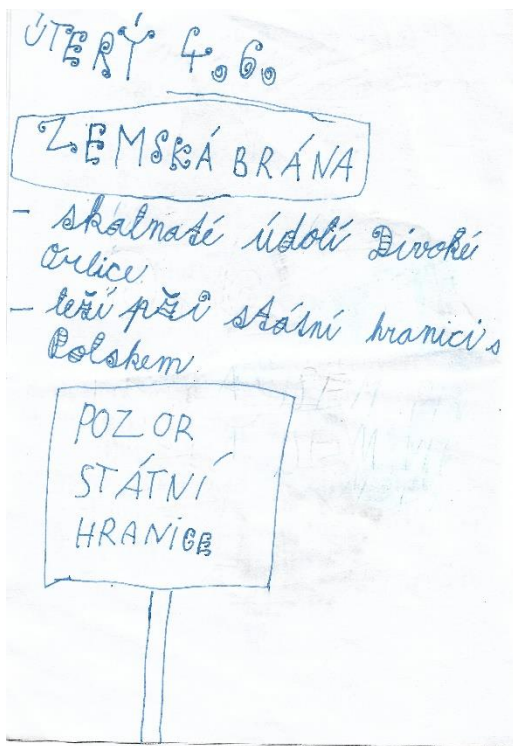 ÚTERÝ 4.6.
ZEMSKÁ BRÁNA
- skalnaté údolí Divoké
Orlice
- leží při státní hranici s
Polskem
POZOR
STÁTNÍ
HRANICE